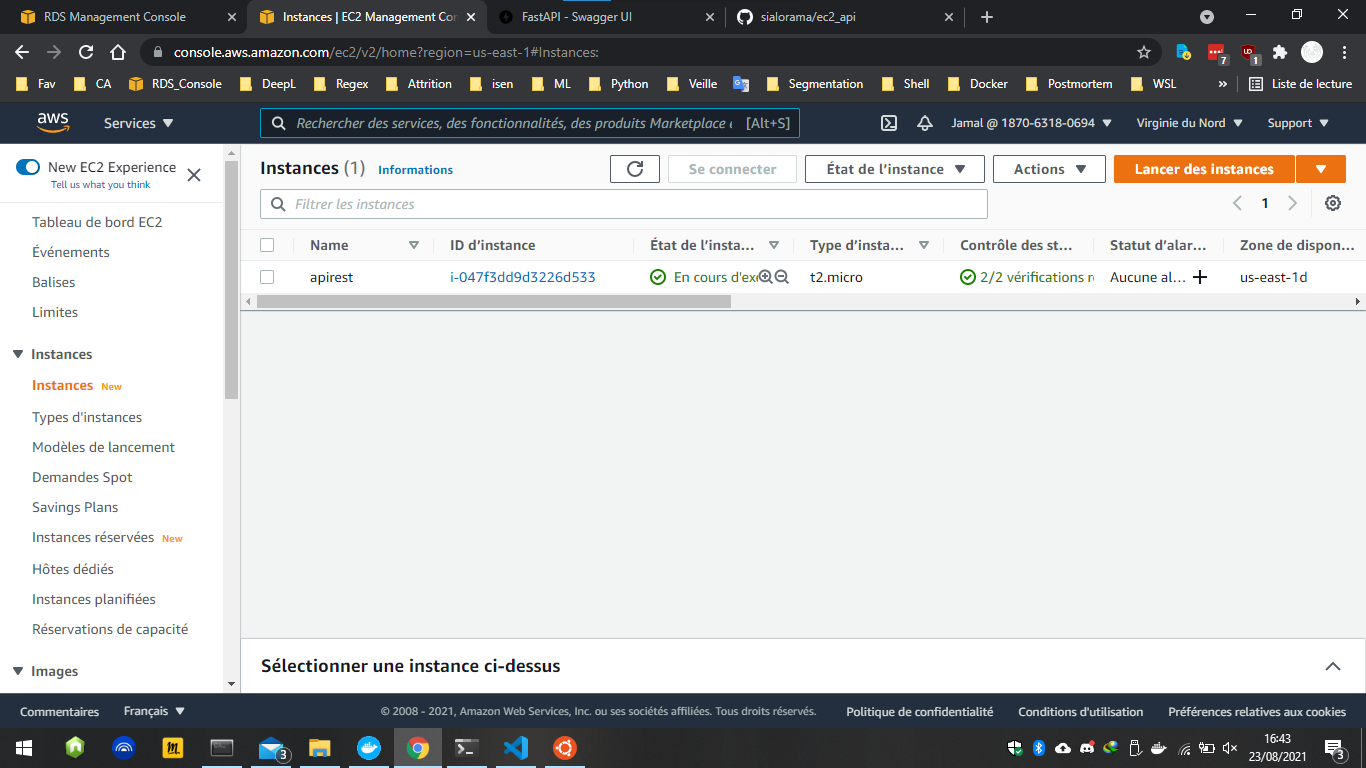 RDS Management Console
Instances | EC2 Management Con
FastAPI - Swagger UI
sialorama/ec2_api
console.aws.amazon.com/ec2/v2/home?region=us-east-1#Instances:
7
1
Fav
CA
RDS_Console
DeepL
Regex
Attrition
isen
ML
Python
Veille
Segmentation
Shell
Docker
Postmortem
WSL
»
Liste de lecture
aws
Services
Rechercher des services, des fonctionnalités, des produits Marketplace e
[Alt+S]
Jamal @ 1870-6318-0694
Virginie du Nord
Support
New EC2 Experience
Tell us what you think
Tableau de bord EC2
Événements
Balises
Limites
Instances
Instances New
Types d'instances
Modèles de lancement
Demandes Spot
Savings Plans
Instances réservées New
Hôtes dédiés
Instances planifiées
Réservations de capacité
Images
Instances (1) Informations
Se connecter
État de l'instance
Actions
Lancer des instances
Filtrer les instances
1
Name
ID d'instance
État de l'insta...
Type d'insta...
Contrôle des st...
Statut d'alar...
Zone de dispon...
apirest
i-047f3dd9d3226d533
En cours d'exé
t2.micro
2/2 vérifications r
Aucune al...
us-east-1d
Sélectionner une instance ci-dessus
Commentaires
Français
© 2008 - 2021, Amazon Web Services, Inc. ou ses sociétés affiliées. Tous droits réservés.
Politique de confidentialité
Conditions d'utilisation
Préférences relatives aux cookies
3
16:43
23/08/2021
3